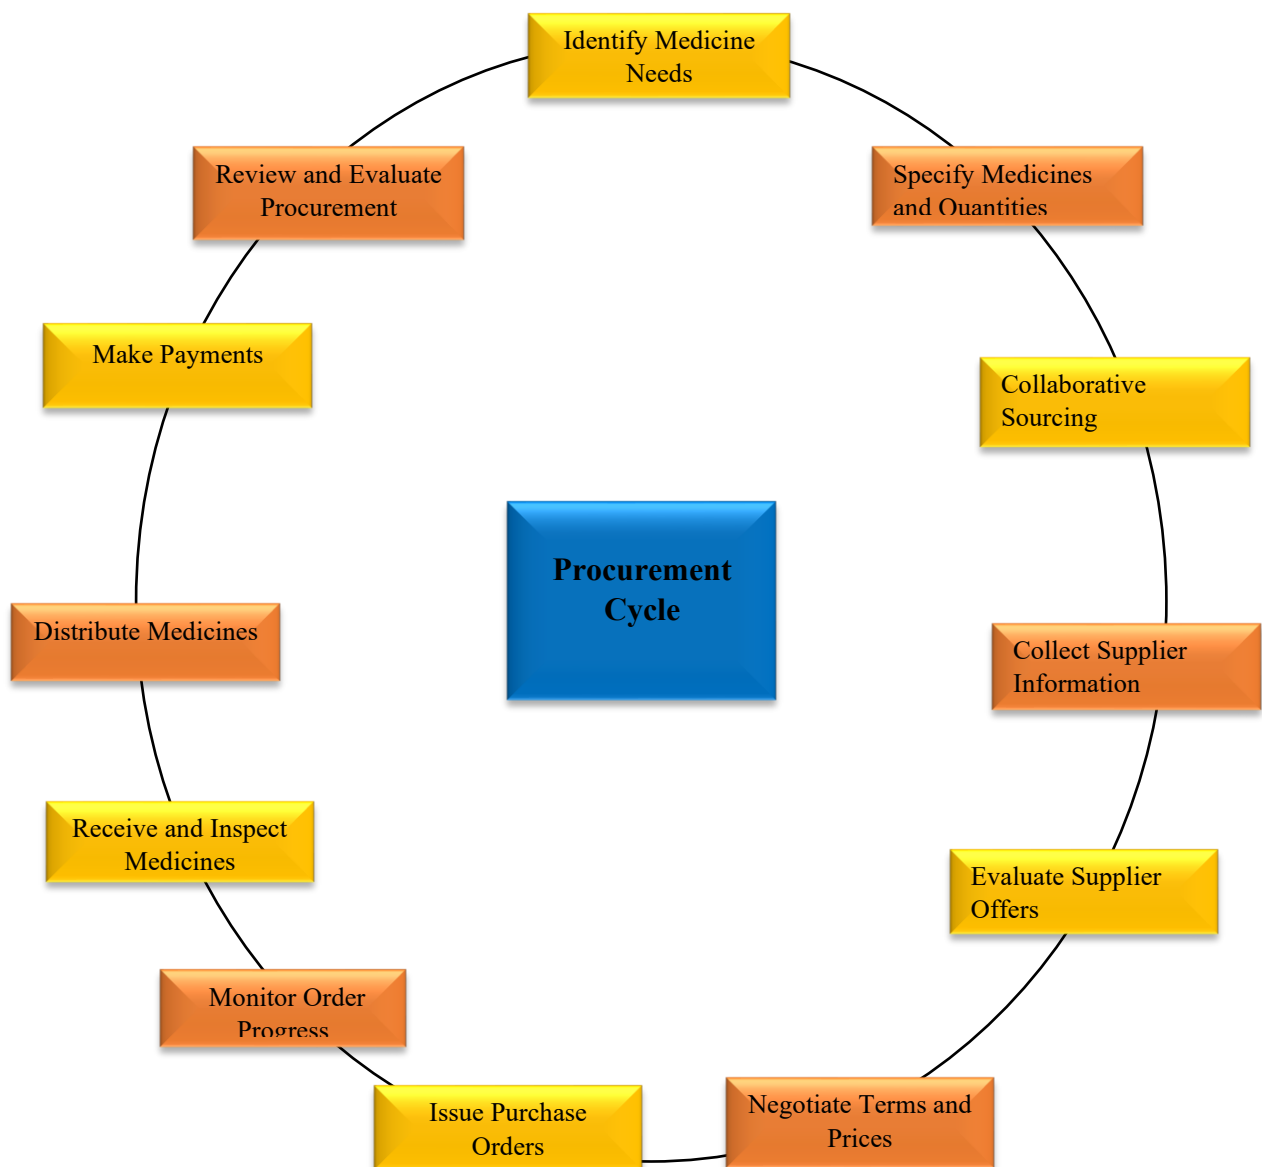 Identify Medicine
Needs
Specify Medicines
and Quantities
Collaborative
Sourcing
Collect Supplier
Information
Evaluate Supplier
Offers
Negotiate Terms and
Prices
Issue Purchase
Orders
Monitor Order
Progress
Receive and Inspect
Medicines
Distribute Medicines
Make Payments
Review and Evaluate
Procurement
Procurement
Cycle